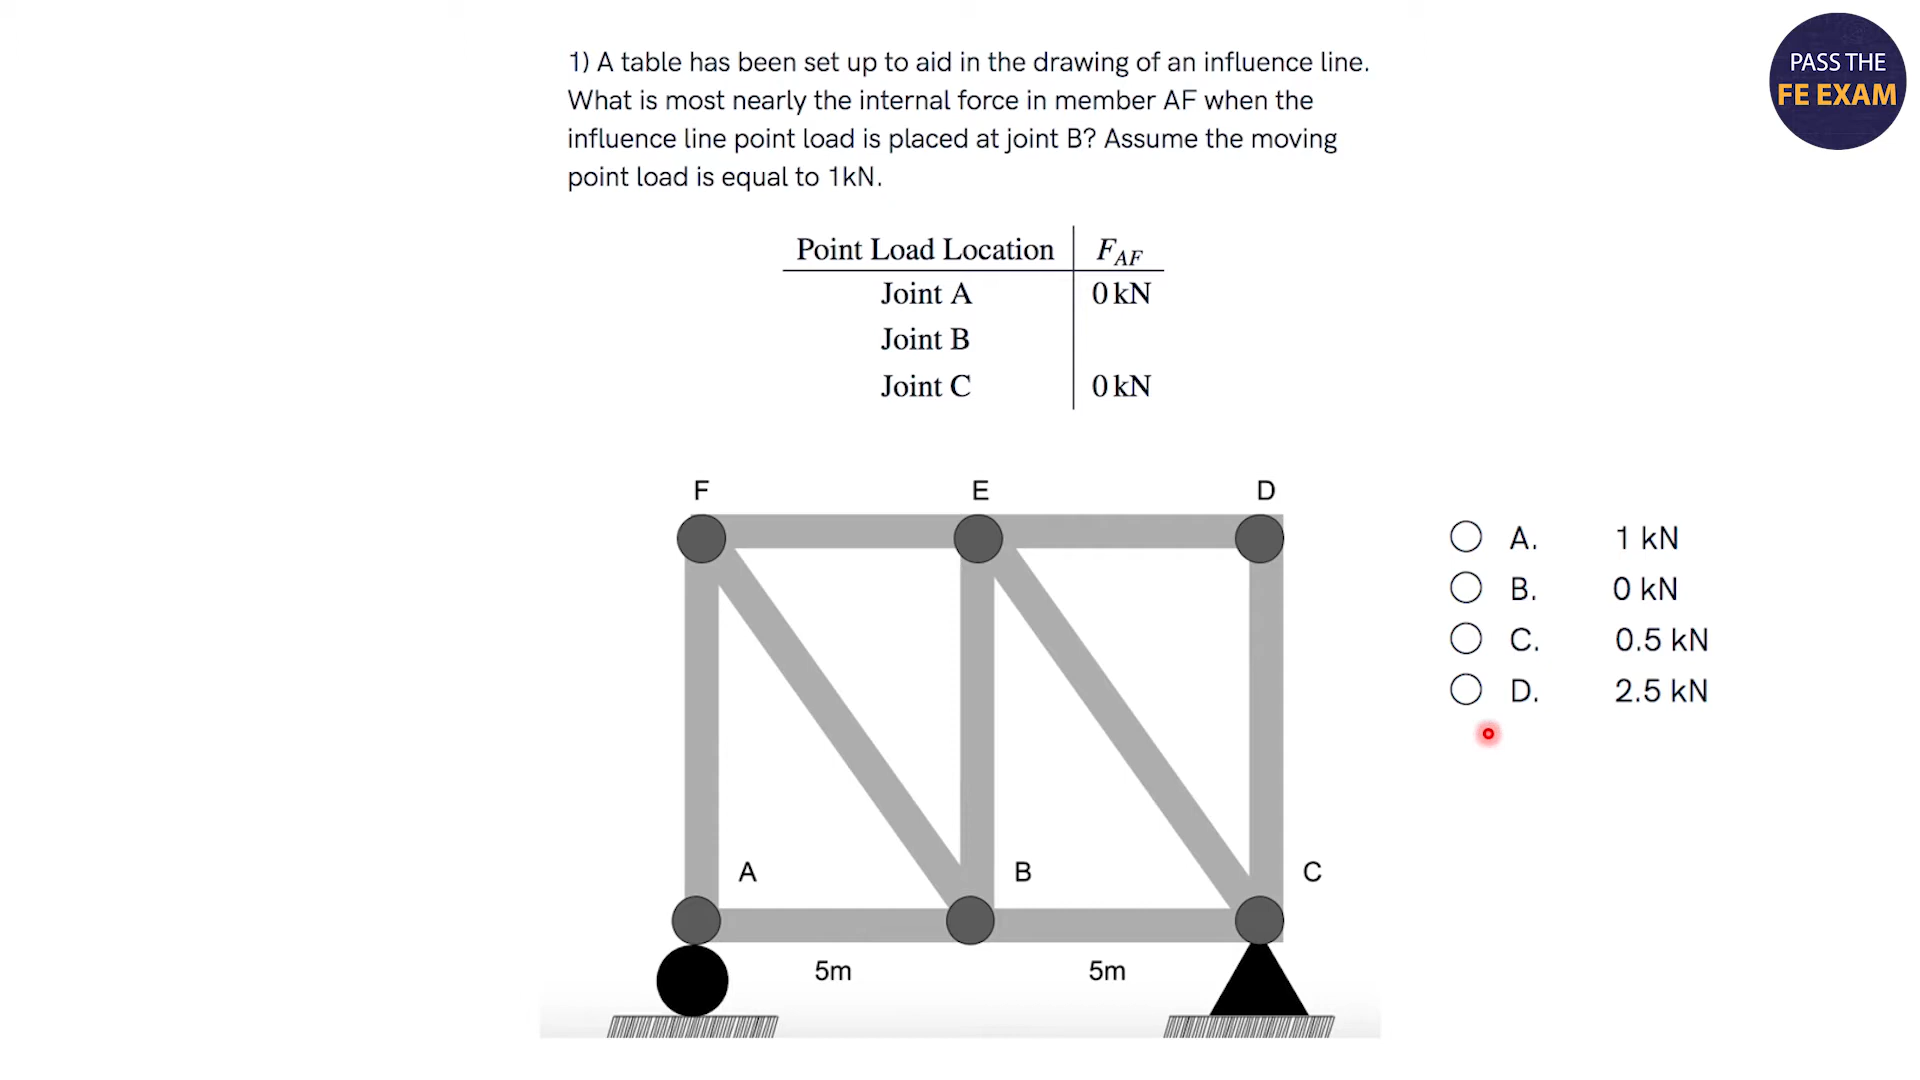 PASS THE
FE EXAM
1) A table has been set up to aid in the drawing of an influence line.
What is most nearly the internal force in member AF when the
influence line point load is placed at joint B? Assume the moving
point load is equal to 1kN.
Point Load Location F_AF
Joint A 0 kN
Joint B
Joint C 0 kN
F E D
A B C
5m 5m
A. 1 kN
B. 0 kN
C. 0.5 kN
D. 2.5 kN